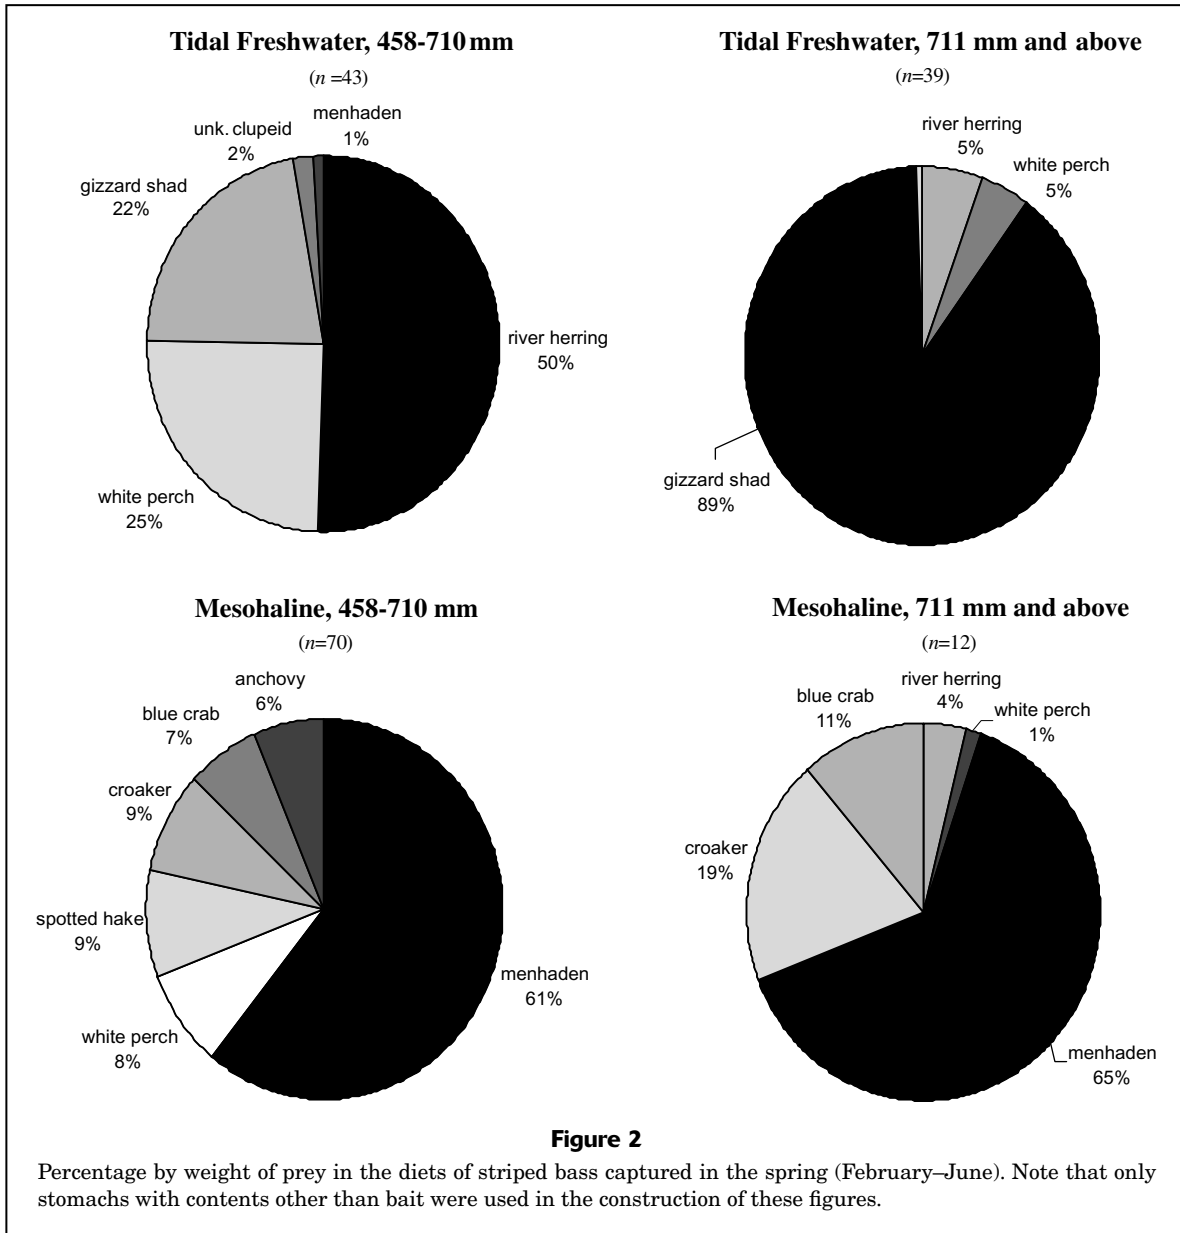 Tidal Freshwater, 458-710 mm
(n =43)
menhaden
1%
unk. clupeid
2%
gizzard shad
22%
river herring
50%
white perch
25%
Tidal Freshwater, 711 mm and above
(n=39)
river herring
5%
white perch
5%
gizzard shad
89%
Mesohaline, 458-710 mm
(n=70)
anchovy
6%
blue crab
7%
croaker
9%
spotted hake
9%
menhaden
61%
white perch
8%
Mesohaline, 711 mm and above
(n=12)
river herring
4%
blue crab
11%
white perch
1%
croaker
19%
menhaden
65%
Figure 2
Percentage by weight of prey in the diets of striped bass captured in the spring (February–June). Note that only
stomachs with contents other than bait were used in the construction of these figures.